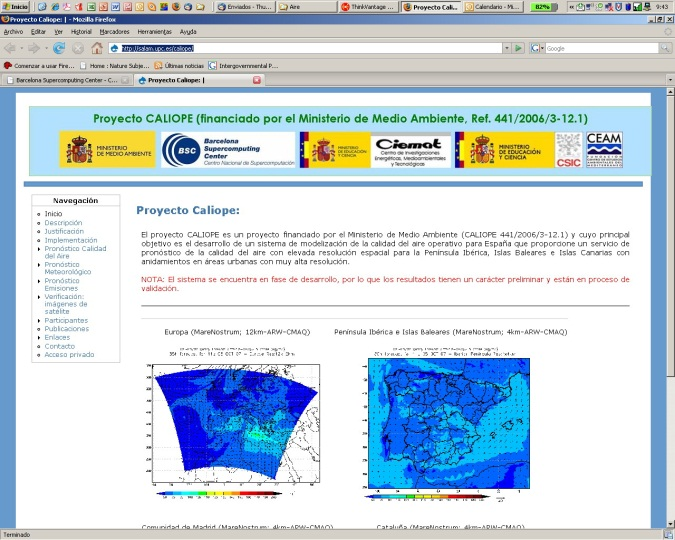 Inicio
Enviados - Thu...
Aire
ThinkVantage ...
Proyecto Cali...
Calendario - Mi...
82%
9:43
Proyecto Caliope: | - Mozilla Firefox
Archivo Editar Ver Historial Marcadores Herramientas Ayuda
http://salam.upc.es/caliope/
Google
Comenzar a usar Fire...
Home : Nature Subje...
Últimas noticias
Intergovernmental P...
Barcelona Supercomputing Center - C...
Proyecto Caliope: |
Proyecto CALIOPE (financiado por el Ministerio de Medio Ambiente, Ref. 441/2006/3-12.1)
MINISTERIO
DE MEDIO AMBIENTE
BSC
Barcelona
Supercomputing
Center
Centro Nacional de Supercomputación
MINISTERIO
DE EDUCACIÓN
Y CIENCIA
Ciemat
Centro de Investigaciones
Energéticas, Medioambientales
y Tecnológicas
MINISTERIO
DE EDUCACIÓN
Y CIENCIA
CSIC
CEAM
Navegación
Inicio
Descripción
Justificación
Implementación
Pronóstico Calidad
del Aire
Pronóstico
Meteorológico
Pronóstico
Emisiones
Verificación:
imágenes de
satélite
Participantes
Publicaciones
Enlaces
Contacto
Acceso privado
Proyecto Caliope:
El proyecto CALIOPE es un proyecto financiado por el Ministerio de Medio Ambiente (CALIOPE 441/2006/3-12.1) y cuyo principal
objetivo es el desarrollo de un sistema de modelización de la calidad del aire operativo para España que proporcione un servicio de
pronóstico de la calidad del aire con elevada resolución espacial para la Península Ibérica, Islas Baleares e Islas Canarias con
anidamientos en áreas urbanas con muy alta resolución.
NOTA: El sistema se encuentra en fase de desarrollo, por lo que los resultados tienen un carácter preliminar y están en proceso de
validación.
Europa (MareNostrum; 12km-ARW-CMAQ)
Península Ibérica e Islas Baleares (MareNostrum; 4km-ARW-CMAQ)
Comunidad de Madrid (MareNostrum; 4km-ARW-CMAQ)
Cataluña (MareNostrum; 4km-ARW-CMAQ)
Terminado